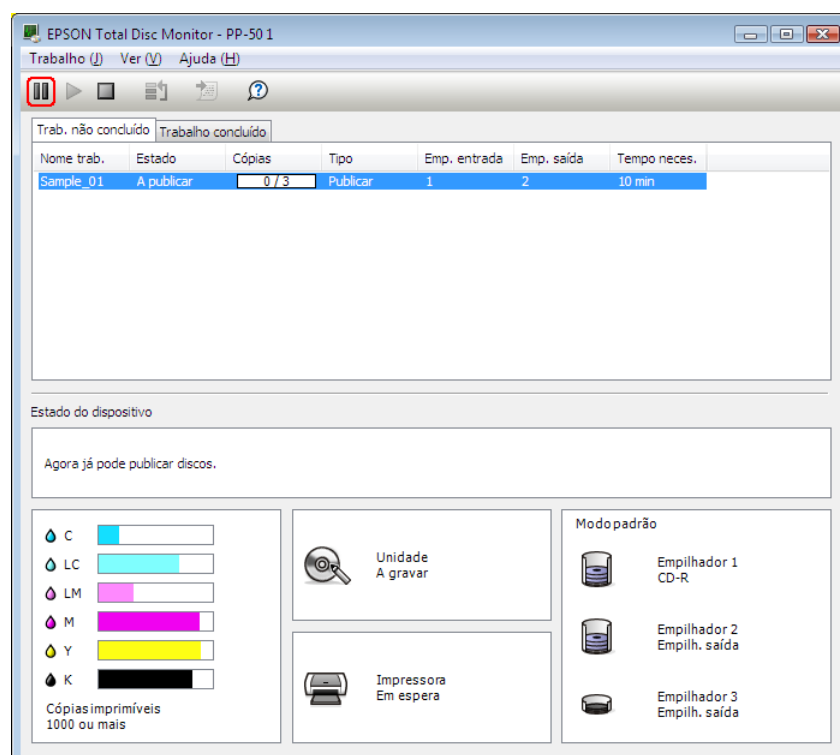 EPSON Total Disc Monitor - PP-50 1
Trabalho (J) Ver (V) Ajuda (H)
Trab. não concluído Trabalho concluído
Nome trab. Estado Cópias Tipo Emp. entrada Emp. saída Tempo neces.
Sample_01 A publicar 0 / 3 Publicar 1 2 10 min
Estado do dispositivo
Agora já pode publicar discos.
C
LC
LM
M
Y
K
Cópias imprimíveis
1000 ou mais
Unidade
A gravar
Impressora
Em espera
Modo padrão
Empilhador 1
CD-R
Empilhador 2
Empilh. saída
Empilhador 3
Empilh. saída